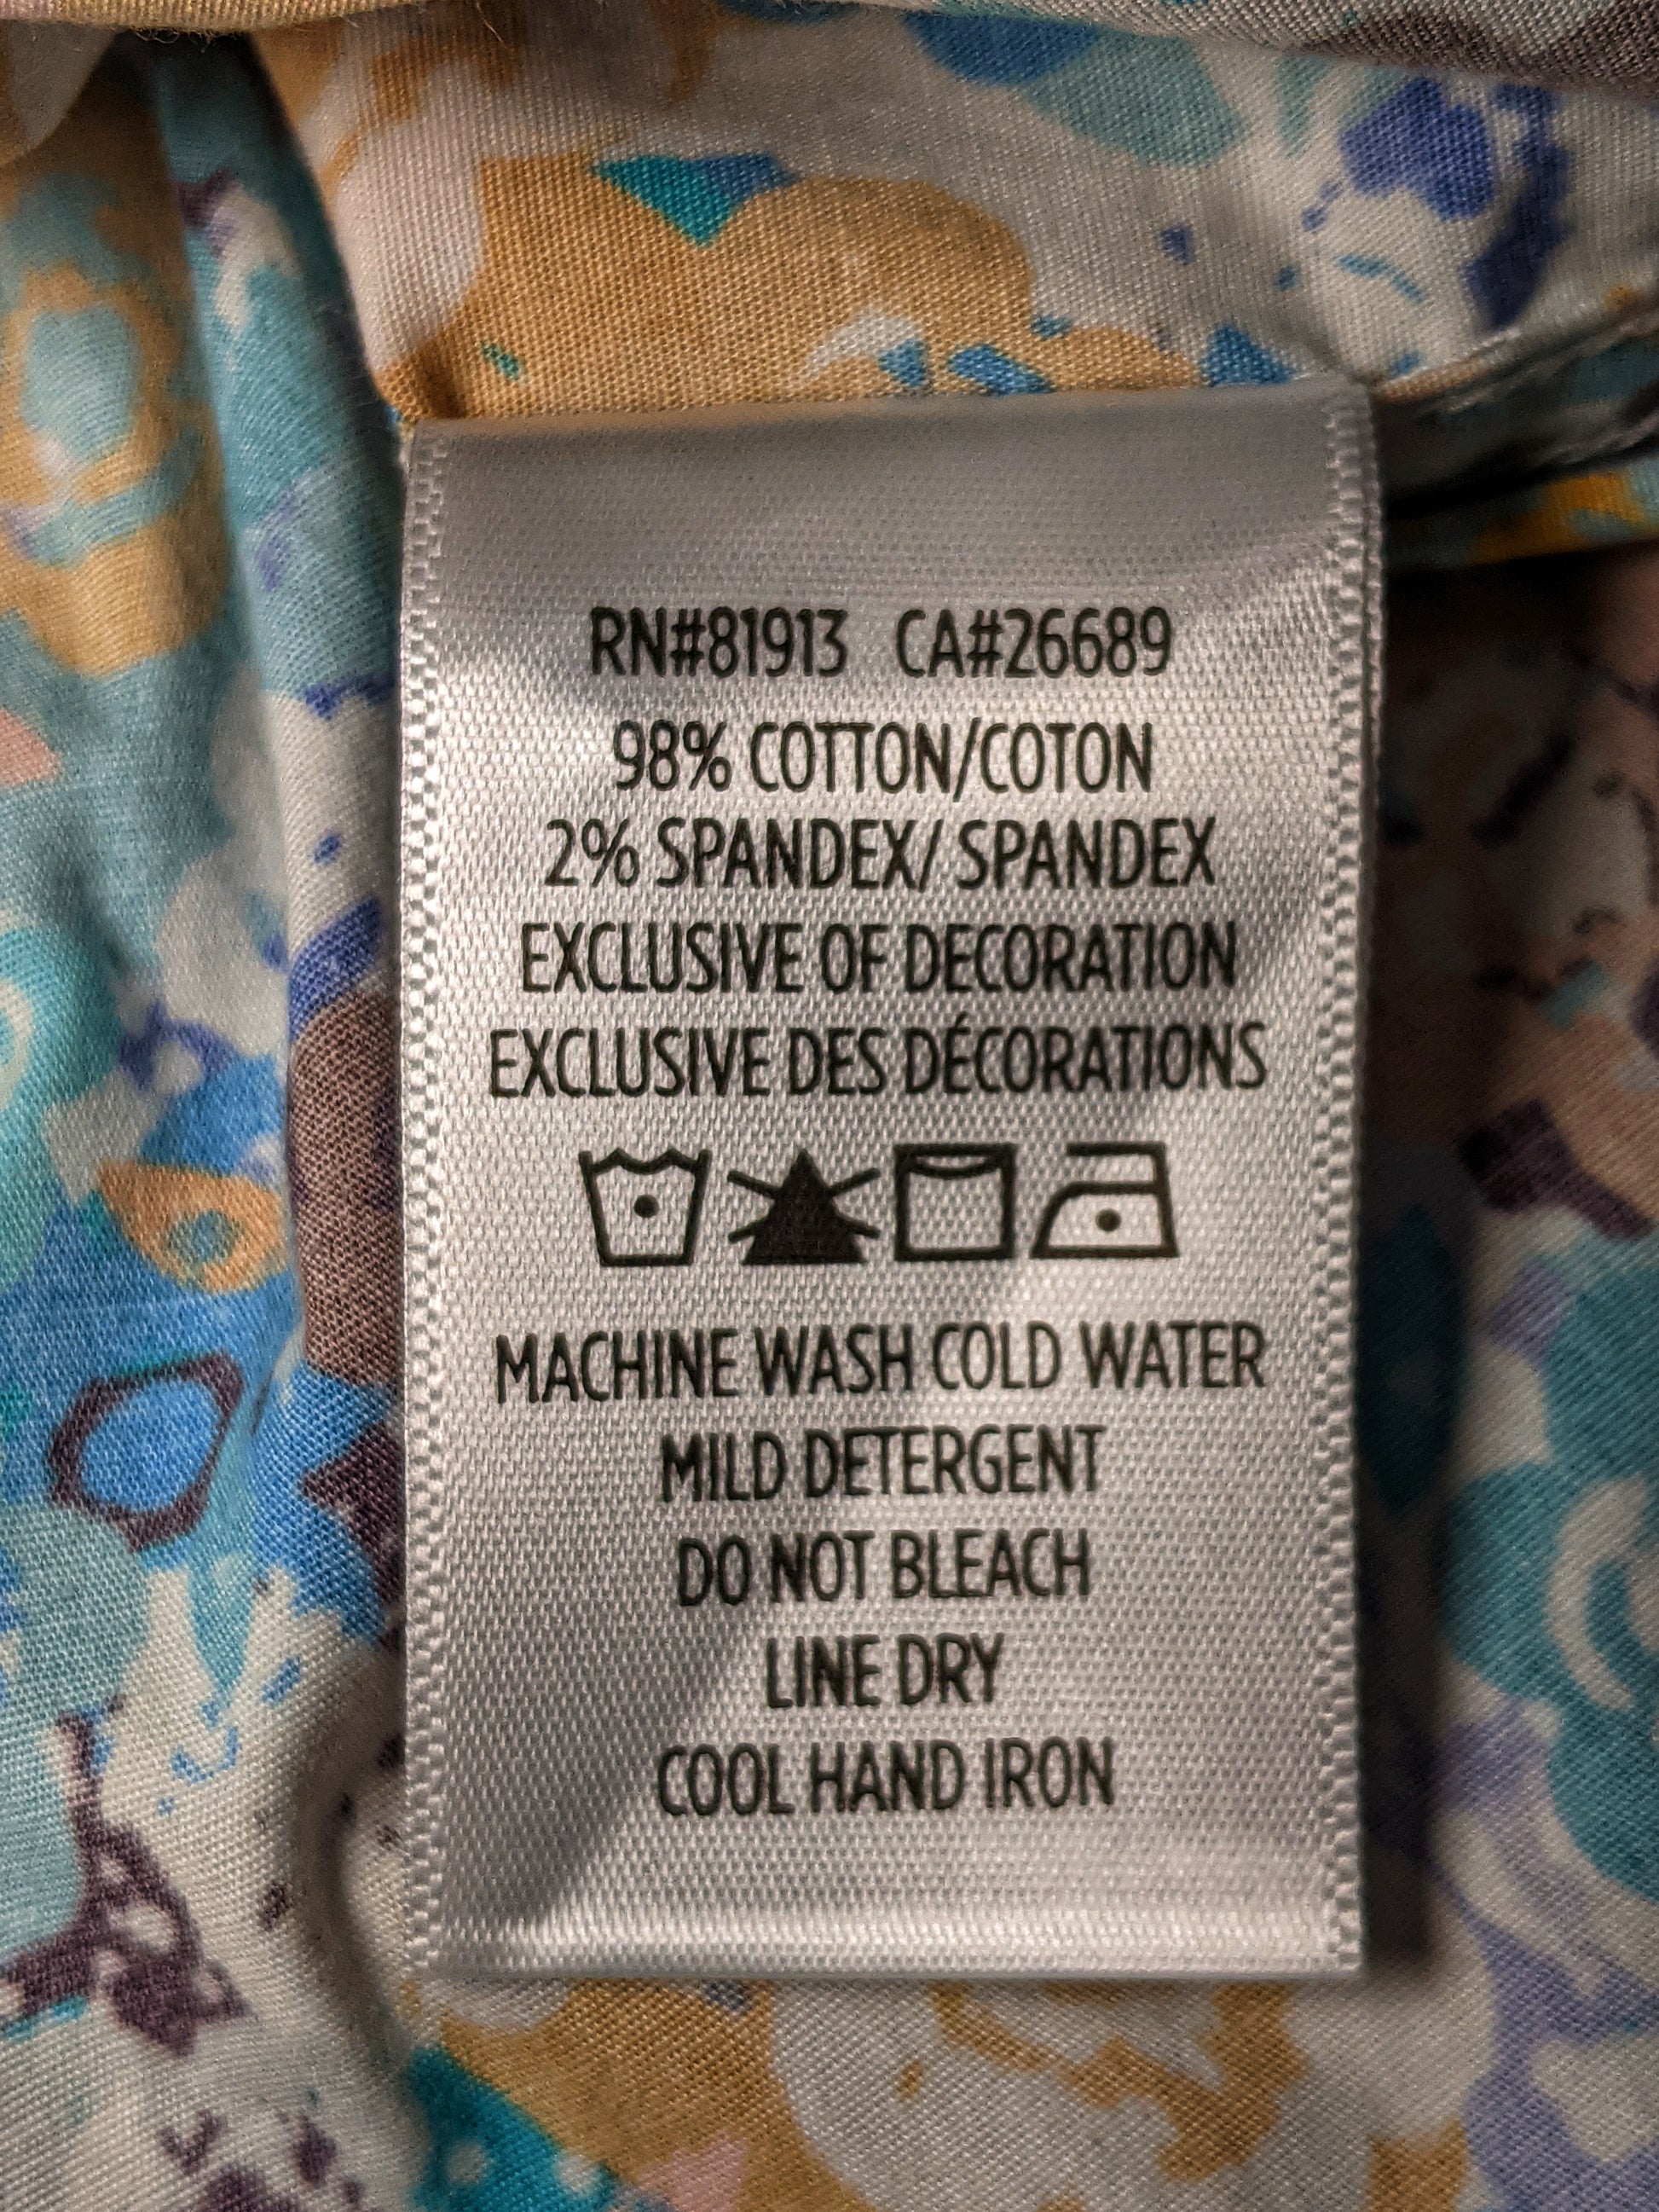 RN#81913 CA#26689
98% COTTON/COTON
2% SPANDEX/ SPANDEX
EXCLUSIVE OF DECORATION
EXCLUSIVE DES DÉCORATIONS
MACHINE WASH COLD WATER
MILD DETERGENT
DO NOT BLEACH
LINE DRY
COOL HAND IRON